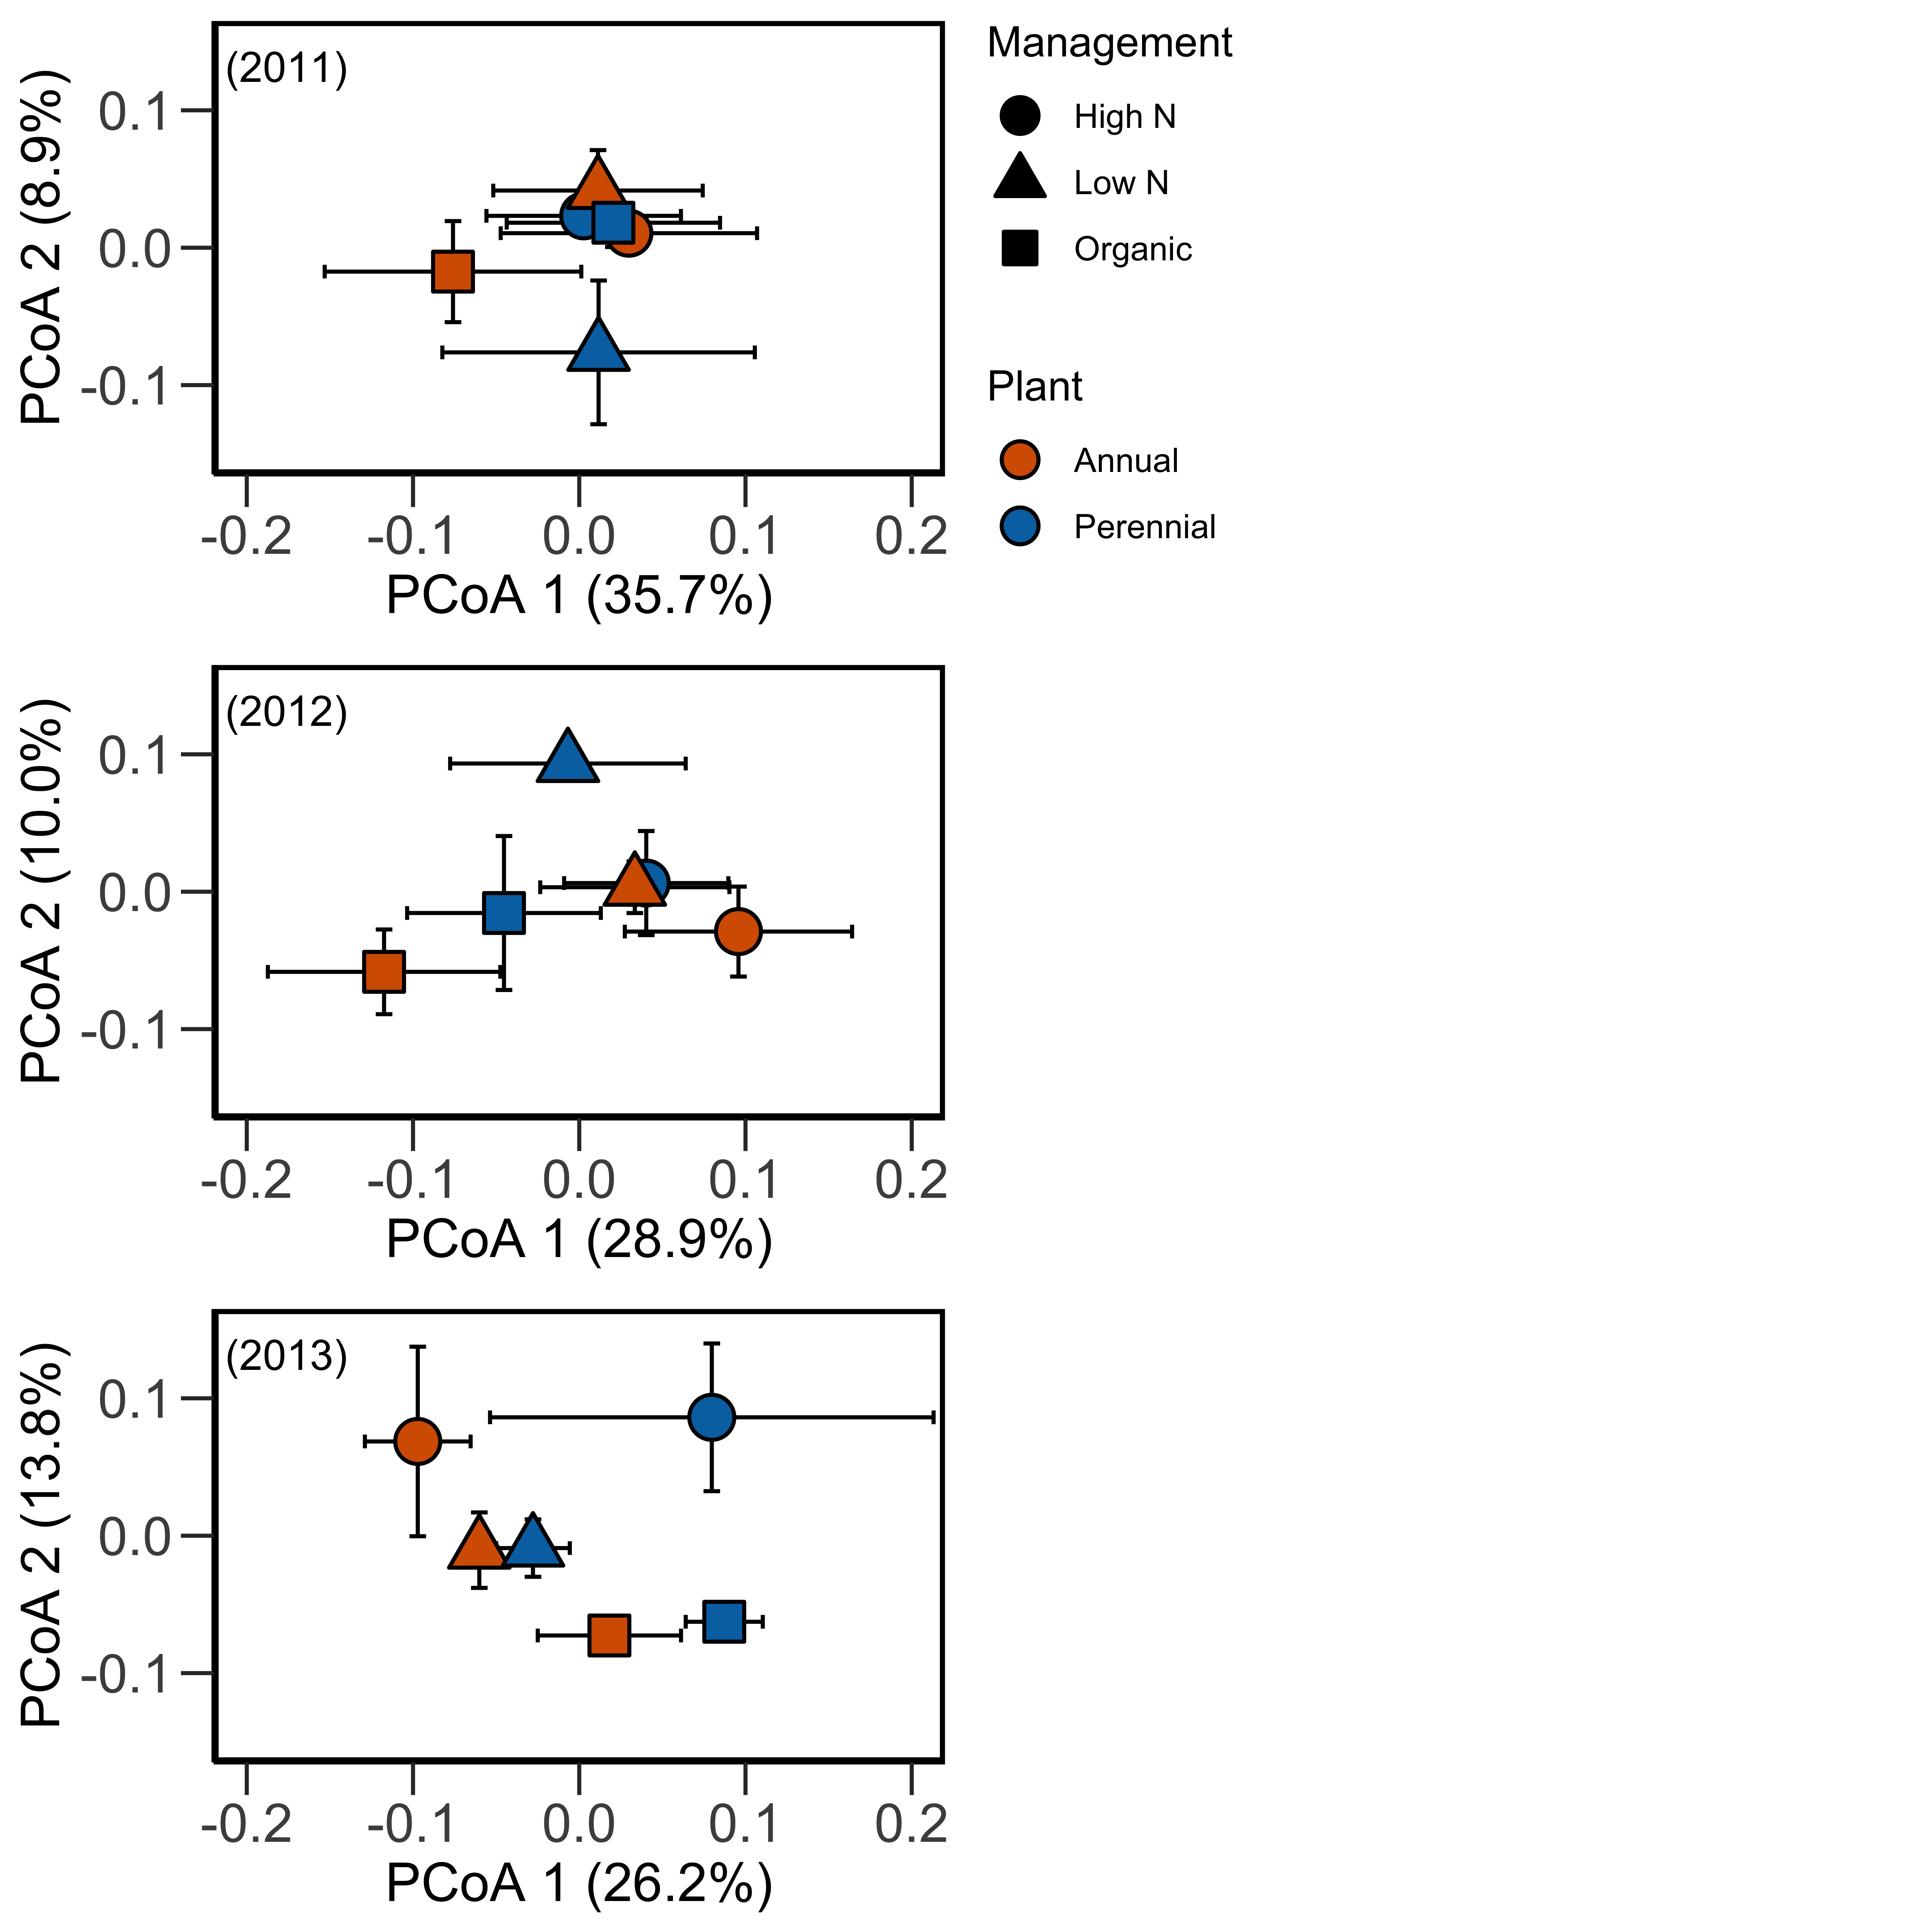 (2011)
PCoA 2 (8.9%)
0.1
0.0
-0.1
-0.2 -0.1 0.0 0.1 0.2
PCoA 1 (35.7%)
Management
High N
Low N
Organic
Plant
Annual
Perennial
(2012)
PCoA 2 (10.0%)
0.1
0.0
-0.1
-0.2 -0.1 0.0 0.1 0.2
PCoA 1 (28.9%)
(2013)
PCoA 2 (13.8%)
0.1
0.0
-0.1
-0.2 -0.1 0.0 0.1 0.2
PCoA 1 (26.2%)